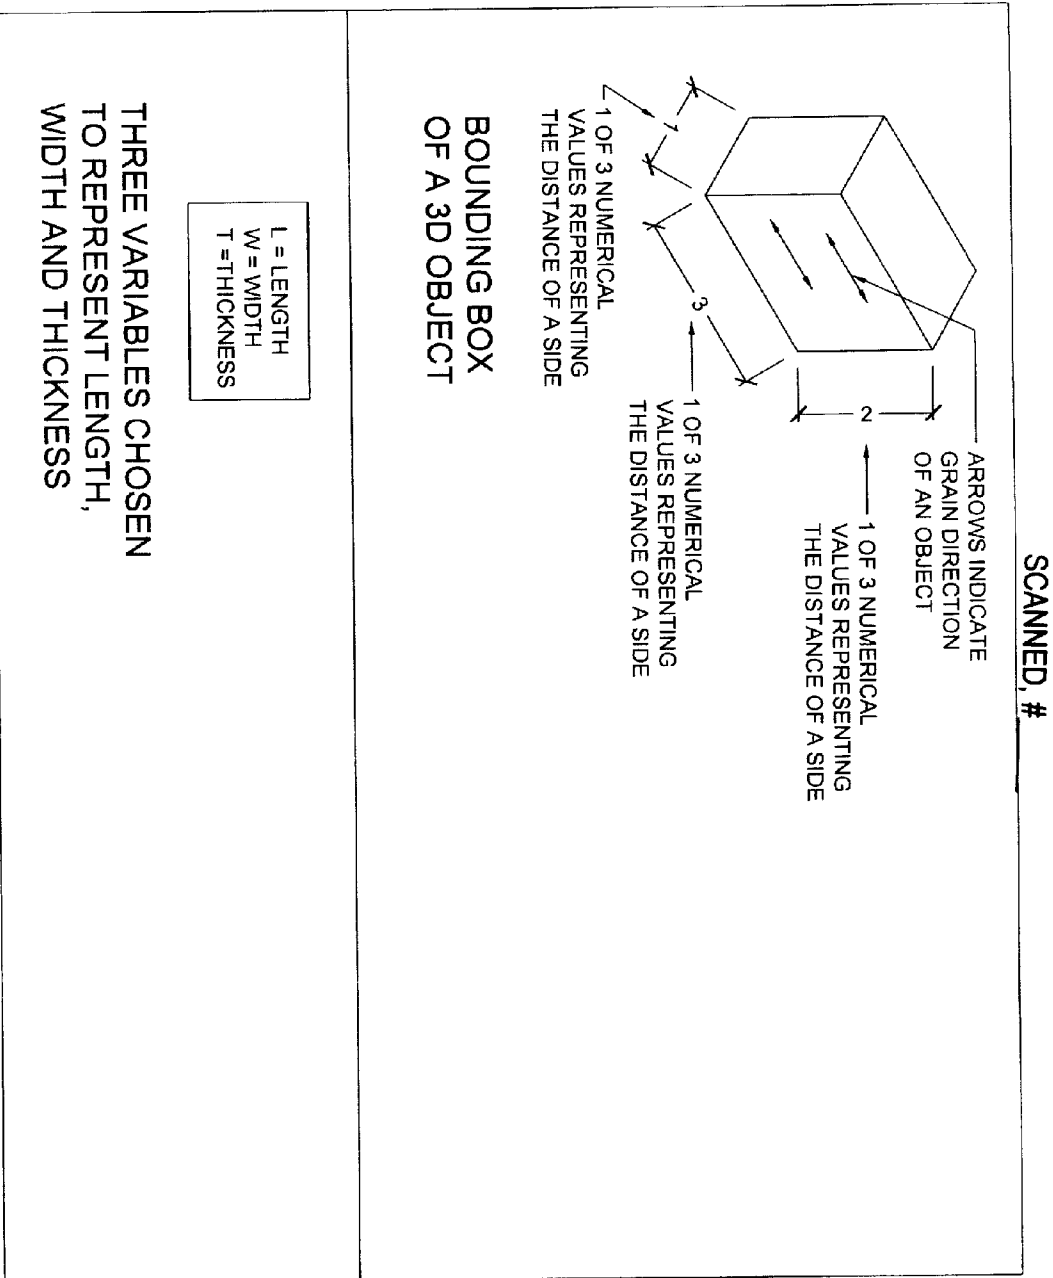 SCANNED, #
ARROWS INDICATE
GRAIN DIRECTION
OF AN OBJECT
2
1 OF 3 NUMERICAL
VALUES REPRESENTING
THE DISTANCE OF A SIDE
3
1 OF 3 NUMERICAL
VALUES REPRESENTING
THE DISTANCE OF A SIDE
1
1 OF 3 NUMERICAL
VALUES REPRESENTING
THE DISTANCE OF A SIDE
BOUNDING BOX
OF A 3D OBJECT
L = LENGTH
W = WIDTH
T =THICKNESS
THREE VARIABLES CHOSEN
TO REPRESENT LENGTH,
WIDTH AND THICKNESS